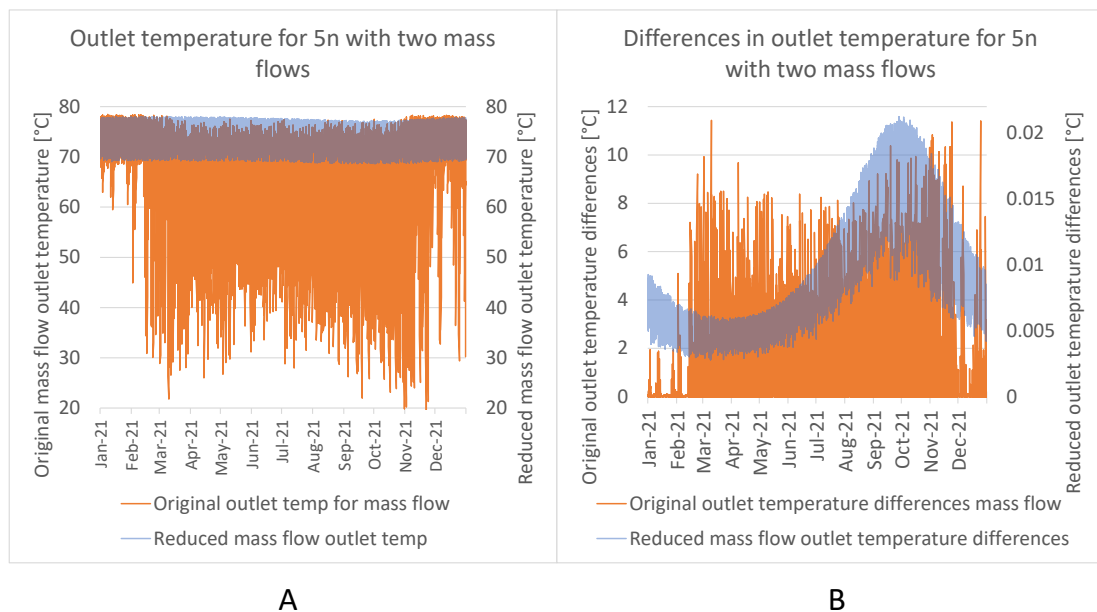 Outlet temperature for 5n with two mass
flows
Original mass flow outlet temperature [°C]
80
70
60
50
40
30
20
80
70
60
50
40
30
20
Reduced mass flow outlet temperature [°C]
Jan-21
Feb-21
Mar-21
Apr-21
May-21
Jun-21
Jul-21
Aug-21
Sep-21
Oct-21
Nov-21
Dec-21
Original outlet temp for mass flow
Reduced mass flow outlet temp
A
Differences in outlet temperature for 5n
with two mass flows
Original outlet temperature differences [°C]
12
10
8
6
4
2
0
0.02
0.015
0.01
0.005
0
Reduced outlet temeprature differences [°C]
Jan-21
Feb-21
Mar-21
Apr-21
May-21
Jun-21
Jul-21
Aug-21
Sep-21
Oct-21
Nov-21
Dec-21
Original outlet temperature differences mass flow
Reduced mass flow outlet temperature differences
B